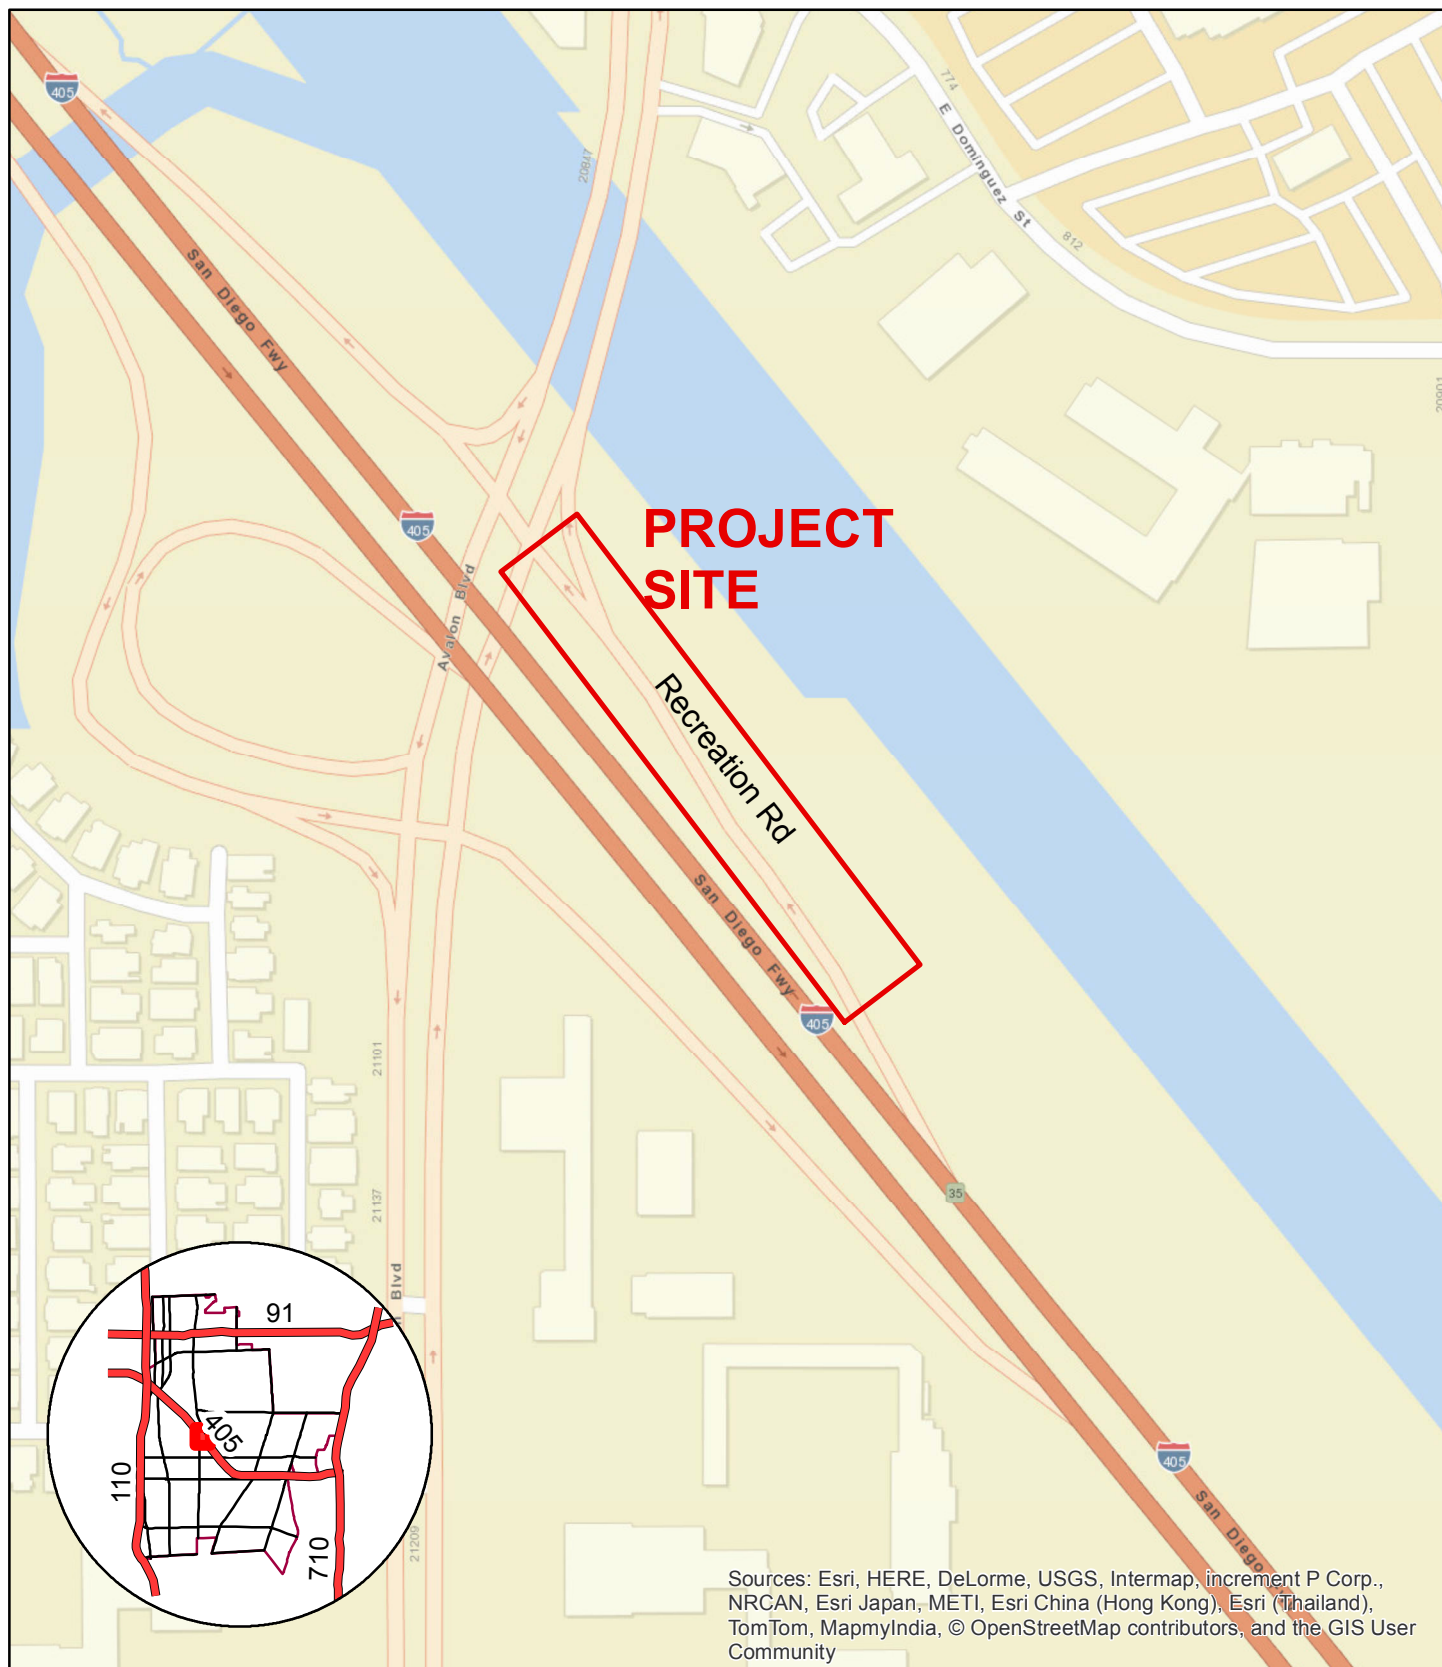 405
774
E Dominguez St
20847
812
San Diego Fwy
20901
405
PROJECT
SITE
Avalon Blvd
Recreation Rd
San Diego Fwy
405
21101
35
21137
Blvd
91
405
110
710
405
San Diego
21209
Sources: Esri, HERE, DeLorme, USGS, Intermap, increment P Corp.,
NRCAN, Esri Japan, METI, Esri China (Hong Kong), Esri (Thailand),
TomTom, MapmyIndia, © OpenStreetMap contributors, and the GIS User
Community